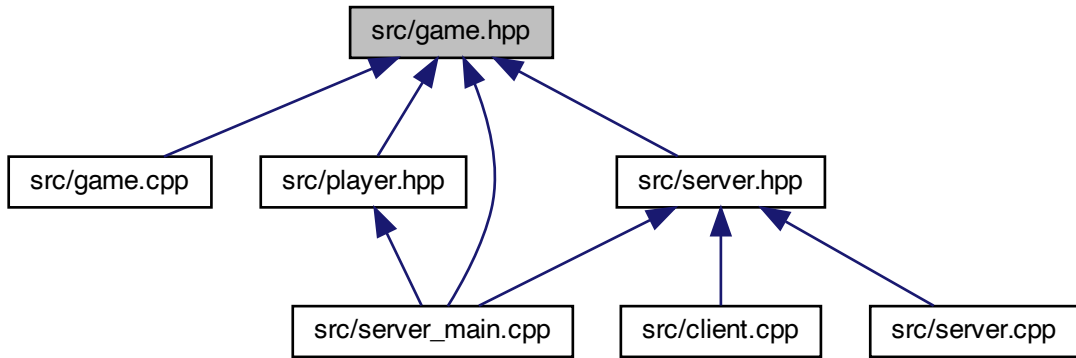 src/game.hpp
src/game.cpp
src/player.hpp
src/server.hpp
src/server_main.cpp
src/client.cpp
src/server.cpp